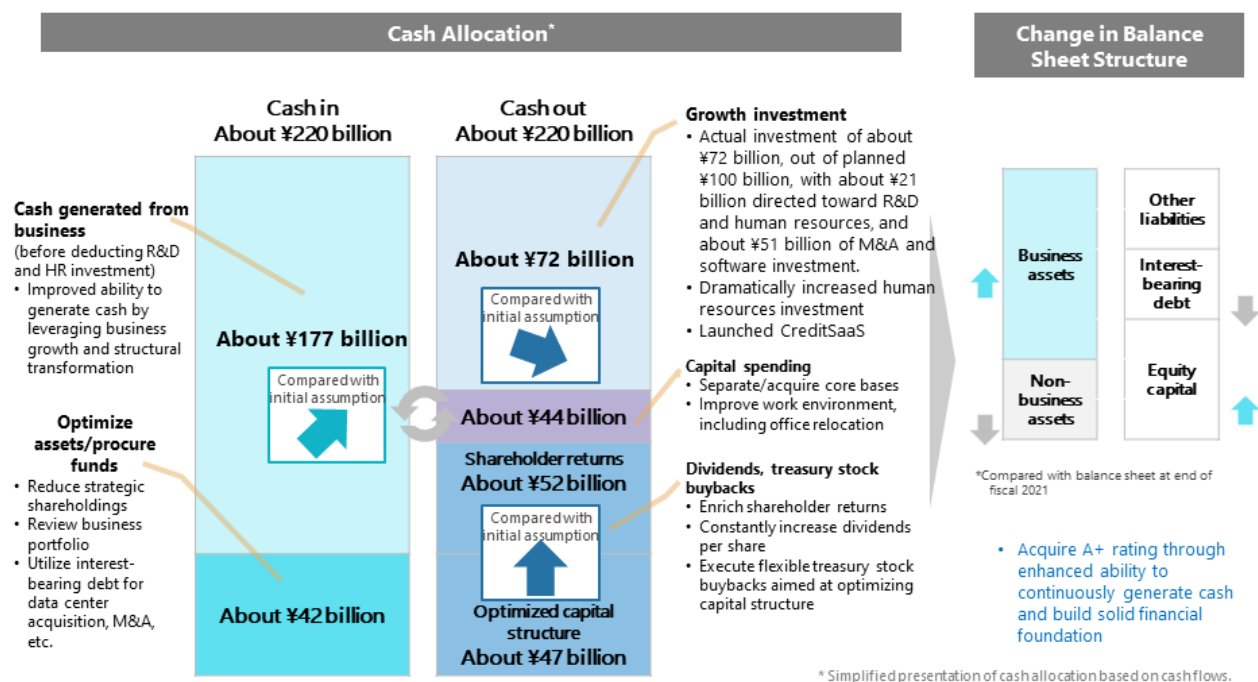 Cash Allocation*
Change in Balance
Sheet Structure
Cash in
About ¥220 billion
Cash out
About ¥220 billion
Cash generated from
business
(before deducting R&D
and HR investment)
• Improved ability to
generate cash by
leveraging business
growth and structural
transformation
Optimize
assets/procure
funds
• Reduce strategic
shareholdings
• Review business
portfolio
• Utilize interest-
bearing debt for
data center
acquisition, M&A,
etc.
About ¥177 billion
Compared with
initial assumption
About ¥42 billion
About ¥72 billion
Compared with
initial assumption
About ¥44 billion
Shareholder returns
About ¥52 billion
Compared with
initial assumption
Optimized capital
structure
About ¥47 billion
Growth investment
• Actual investment of about
¥72 billion, out of planned
¥100 billion, with about ¥21
billion directed toward R&D
and human resources, and
about ¥51 billion of M&A and
software investment.
• Dramatically increased human
resources investment
• Launched CreditSaaS
Capital spending
• Separate/acquire core bases
• Improve work environment,
including office relocation
Dividends, treasury stock
buybacks
• Enrich shareholder returns
• Constantly increase dividends
per share
• Execute flexible treasury stock
buybacks aimed at optimizing
capital structure
Business
assets
Non-
business
assets
Other
liabilities
Interest-
bearing
debt
Equity
capital
*Compared with balance sheet at end of
fiscal 2021
• Acquire A+ rating through
enhanced ability to
continuously generate cash
and build solid financial
foundation
* Simplified presentation of cash allocation based on cash flows.